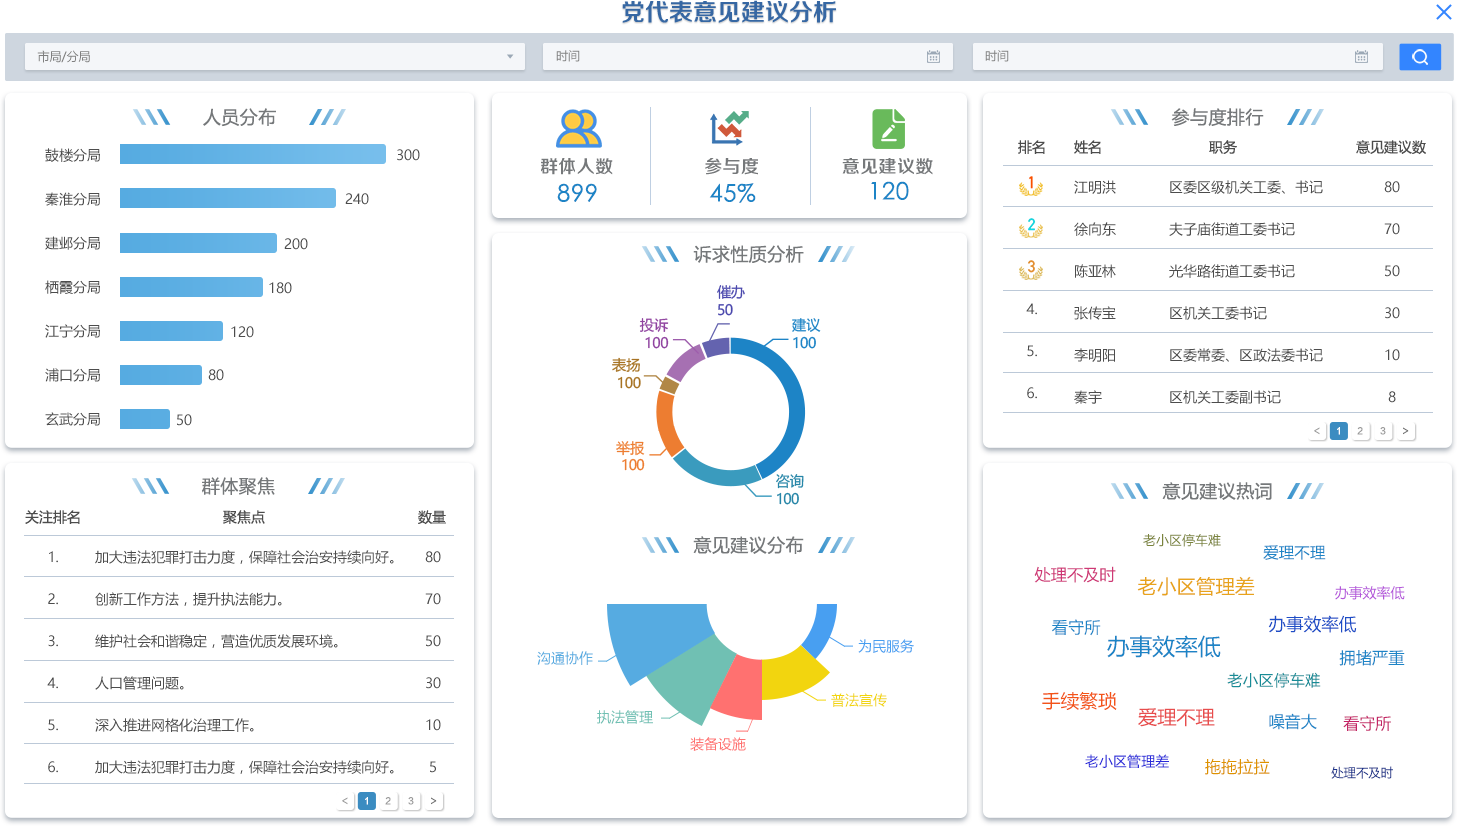 党代表意见建议分析
市局/分局
时间
时间
人员分布
鼓楼分局 300
秦淮分局 240
建邺分局 200
栖霞分局 180
江宁分局 120
浦口分局 80
玄武分局 50
群体聚焦
关注排名 聚焦点 数量
1. 加大违法犯罪打击力度，保障社会治安持续向好。 80
2. 创新工作方法，提升执法能力。 70
3. 维护社会和谐稳定，营造优质发展环境。 50
4. 人口管理问题。 30
5. 深入推进网格化治理工作。 10
6. 加大违法犯罪打击力度，保障社会治安持续向好。 5
< 1 2 3 >
群体人数
899
参与度
45%
意见建议数
120
诉求性质分析
催办
50
建议
100
投诉
100
表扬
100
举报
100
咨询
100
意见建议分布
沟通协作
执法管理
装备设施
普法宣传
为民服务
参与度排行
排名 姓名 职务 意见建议数
1 江明洪 区委区级机关工委、书记 80
2 徐向东 夫子庙街道工委书记 70
3 陈亚林 光华路街道工委书记 50
4. 张传宝 区机关工委书记 30
5. 李明阳 区委常委、区政法委书记 10
6. 秦宇 区机关工委副书记 8
< 1 2 3 >
意见建议热词
老小区停车难
爱理不理
处理不及时
老小区管理差
办事效率低
看守所
办事效率低
办事效率低
拥堵严重
老小区停车难
手续繁琐
爱理不理
噪音大
看守所
老小区管理差
拖拖拉拉
处理不及时